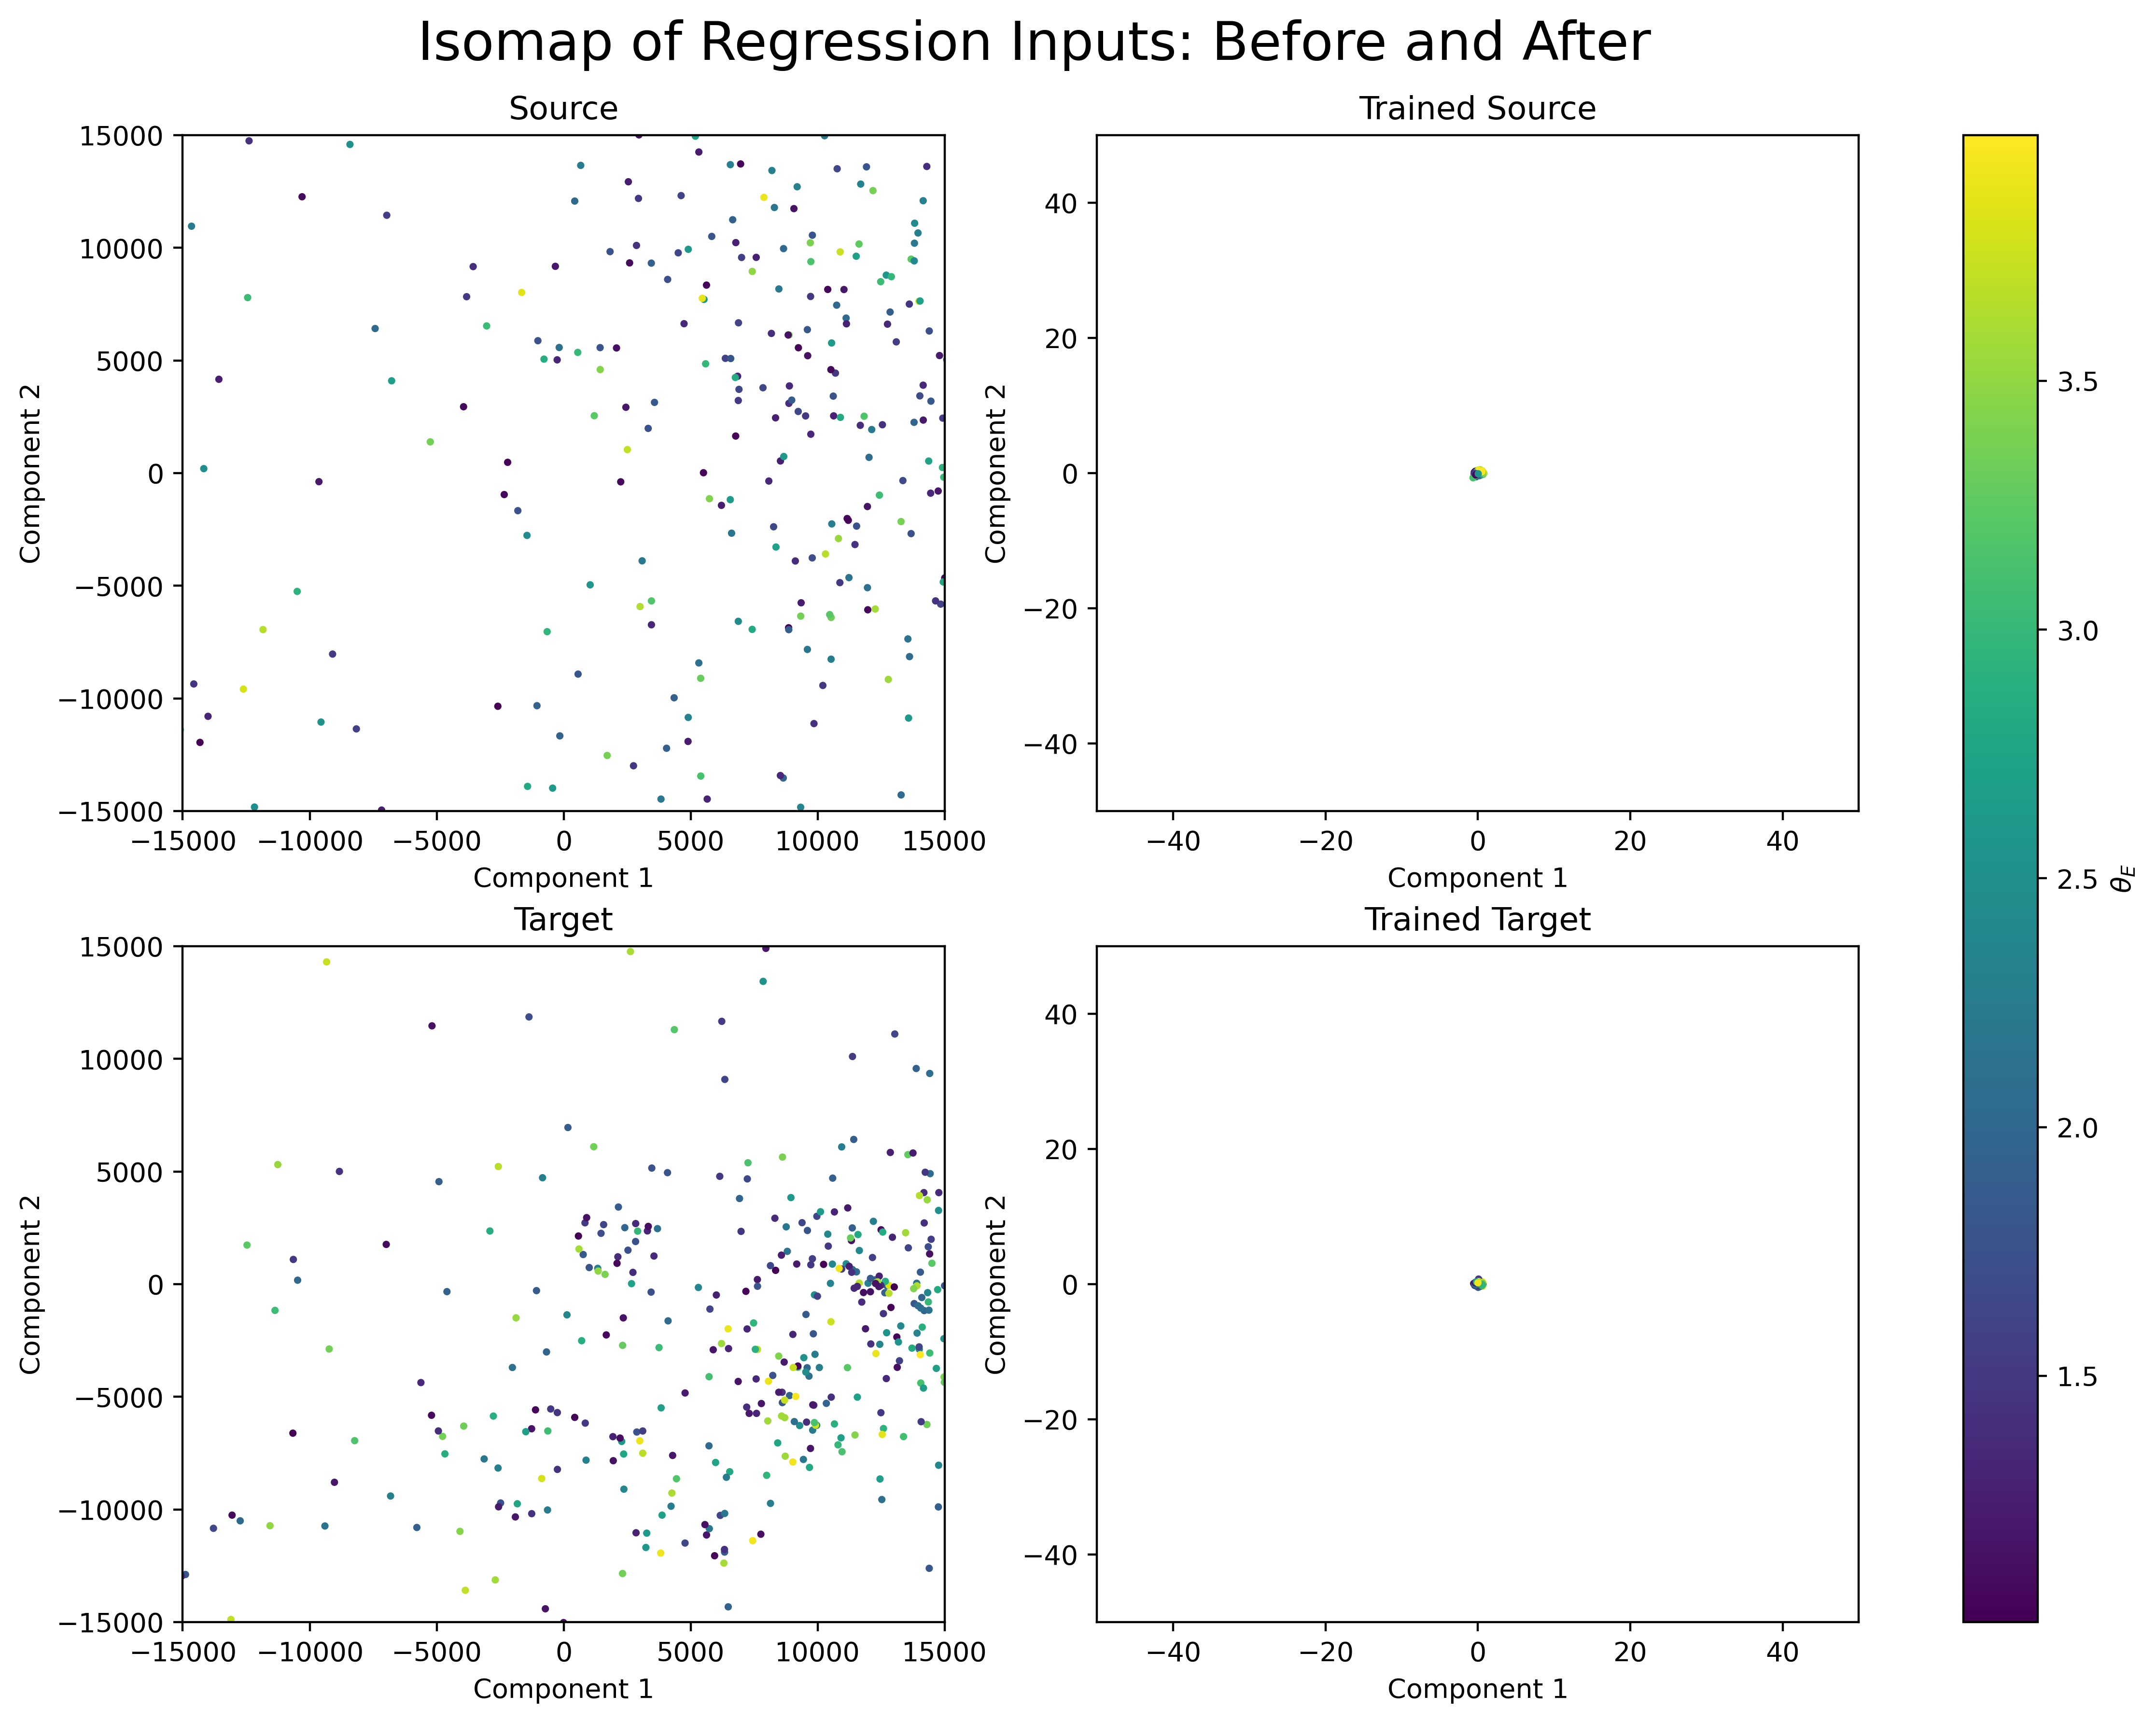 Isomap of Regression Inputs: Before and After
Source
Trained Source
15000
10000
5000
0
−5000
−10000
−15000
Component 2
−15000 −10000 −5000 0 5000 10000 15000
Component 1
40
20
0
−20
−40
Component 2
−40 −20 0 20 40
Component 1
Target
Trained Target
15000
10000
5000
0
−5000
−10000
−15000
Component 2
−15000 −10000 −5000 0 5000 10000 15000
Component 1
40
20
0
−20
−40
Component 2
−40 −20 0 20 40
Component 1
3.5
3.0
2.5
2.0
1.5
θ_E